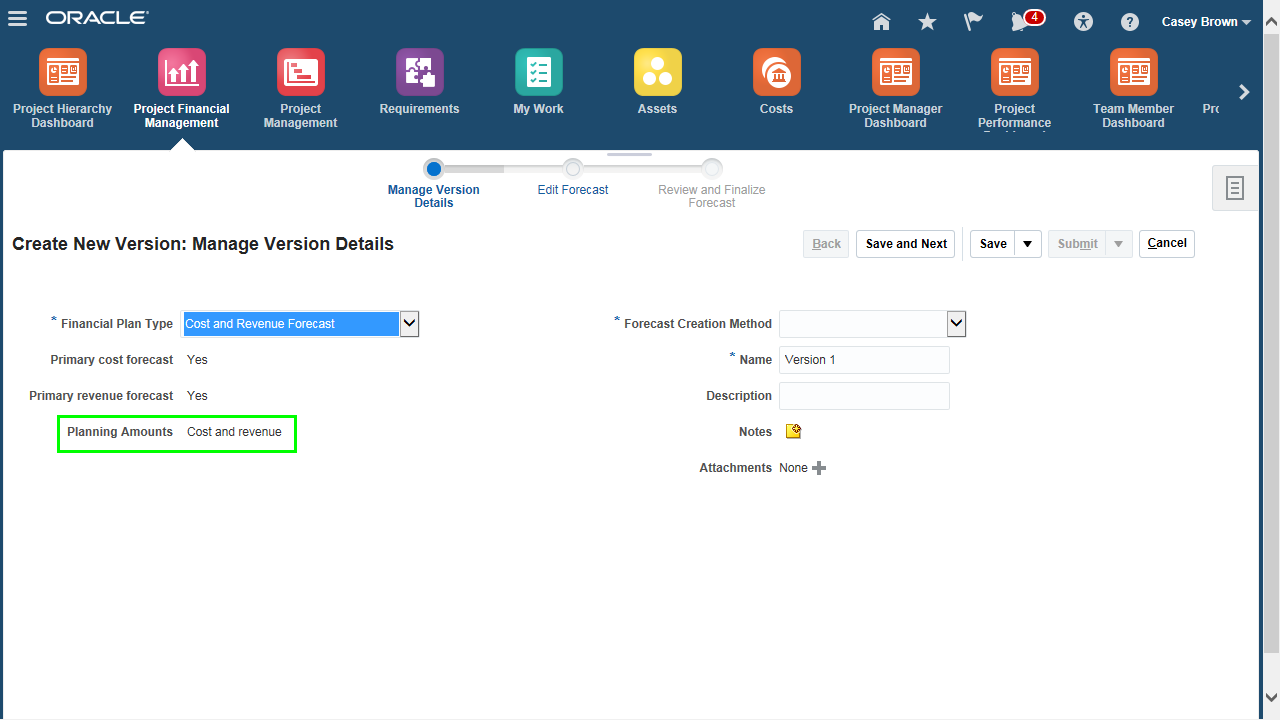 ORACLE
4
Casey Brown
Project Hierarchy
Dashboard
Project Financial
Management
Project
Management
Requirements
My Work
Assets
Costs
Project Manager
Dashboard
Project
Performance
Team Member
Dashboard
Pro
Manage Version
Details
Edit Forecast
Review and Finalize
Forecast
Create New Version: Manage Version Details
Back
Save and Next
Save
Submit
Cancel
* Financial Plan Type Cost and Revenue Forecast
Primary cost forecast Yes
Primary revenue forecast Yes
Planning Amounts Cost and revenue
* Forecast Creation Method
* Name Version 1
Description
Notes
Attachments None